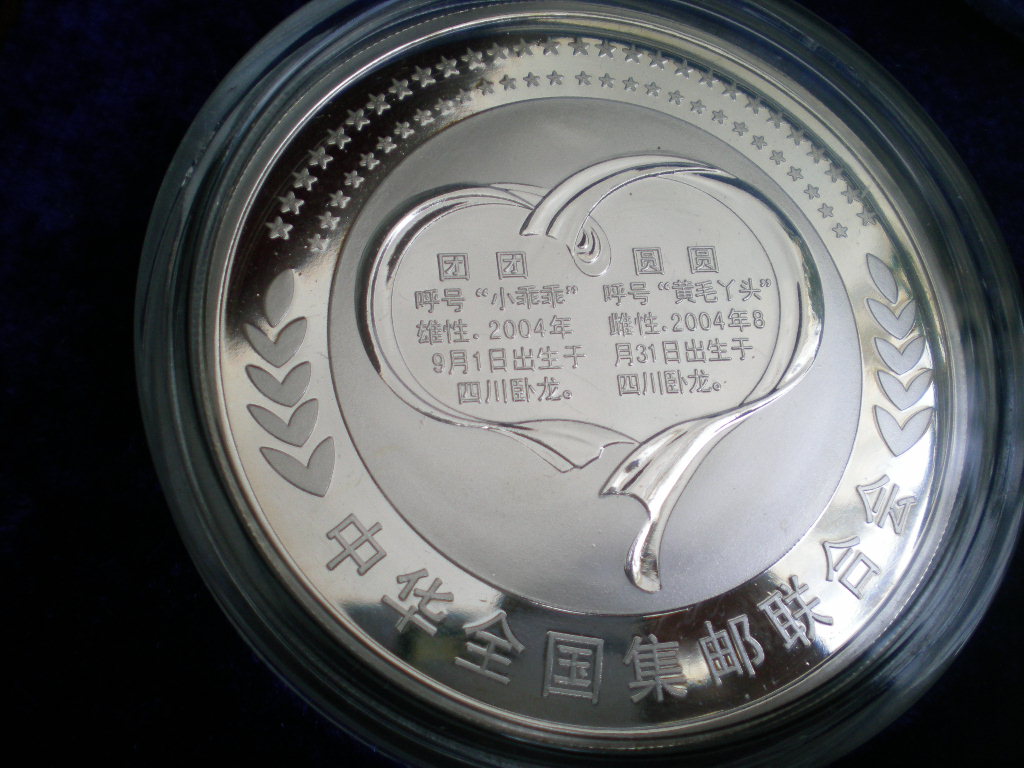 团团
呼号“小乖乖”
雄性.2004年
9月1日出生于
四川卧龙。
圆圆
呼号“黄毛丫头”
雌性.2004年8
月31日出生于
四川卧龙。
中华全国集邮联合会